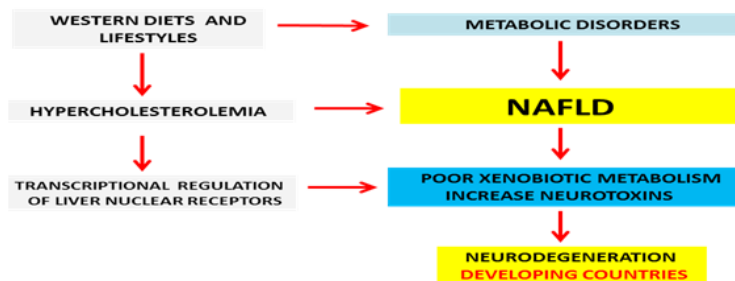 WESTERN DIETS AND
LIFESTYLES
METABOLIC DISORDERS
HYPERCHOLESTEROLEMIA
NAFLD
TRANSCRIPTIONAL REGULATION
OF LIVER NUCLEAR RECEPTORS
POOR XENOBIOTIC METABOLISM
INCREASE NEUROTOXINS
NEURODEGENERATION
DEVELOPING COUNTRIES